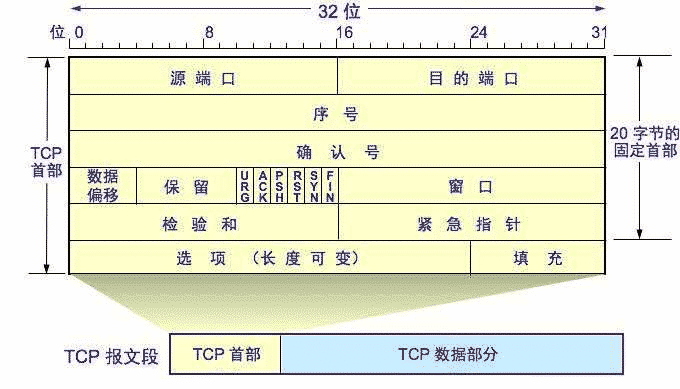 32 位
位 0 8 16 24 31
源端口 目的端口
序号
TCP 首部
确认号
20 字节的固定首部
数据偏移 保留 URG ACK PSH RST SYN FIN 窗口
检验和 紧急指针
选项 (长度可变) 填充
TCP 报文段 TCP 首部 TCP 数据部分